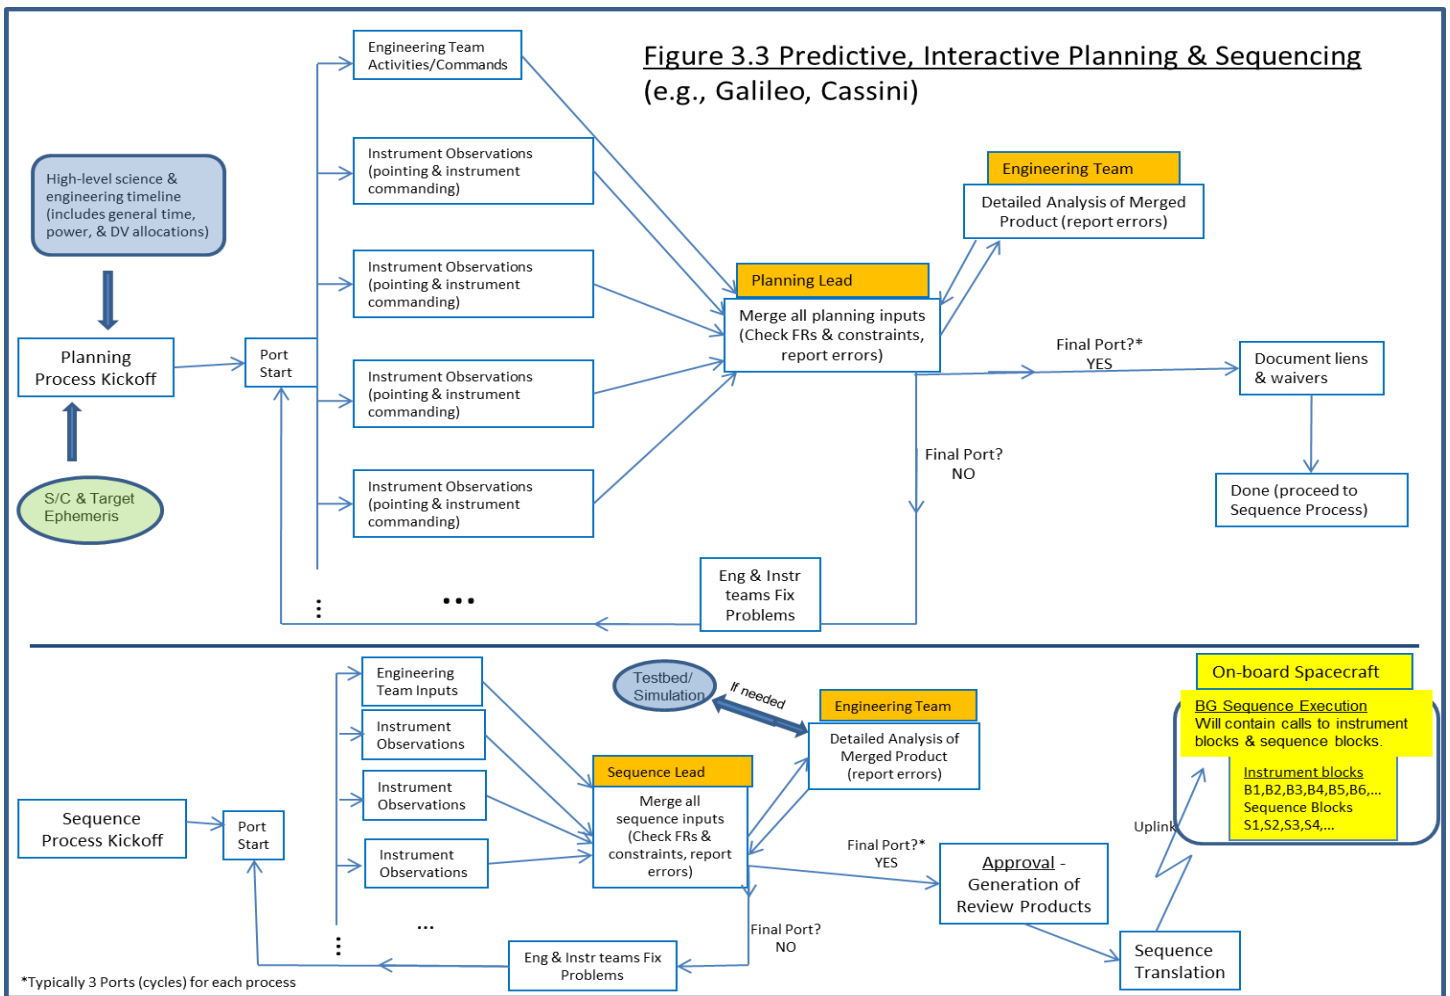 Figure 3.3 Predictive, Interactive Planning & Sequencing
(e.g., Galileo, Cassini)
Engineering Team
Activities/Commands
Instrument Observations
(pointing & instrument
commanding)
Instrument Observations
(pointing & instrument
commanding)
Instrument Observations
(pointing & instrument
commanding)
Instrument Observations
(pointing & instrument
commanding)
High-level science &
engineering timeline
(includes general time,
power, & DV allocations)
Planning
Process Kickoff
S/C & Target
Ephemeris
Port
Start
Planning Lead
Merge all planning inputs
(Check FRs & constraints,
report errors)
Engineering Team
Detailed Analysis of Merged
Product (report errors)
Final Port?*
YES
Document liens
& waivers
Done (proceed to
Sequence Process)
Final Port?
NO
Eng & Instr
teams Fix
Problems
...
...
Engineering
Team Inputs
Instrument
Observations
Instrument
Observations
Instrument
Observations
Sequence
Process Kickoff
Port
Start
...
...
Testbed/
Simulation
If needed
Engineering Team
Detailed Analysis of
Merged Product
(report errors)
Sequence Lead
Merge all
sequence inputs
(Check FRs &
constraints, report
errors)
Final Port?*
YES
Final Port?
NO
Eng & Instr teams Fix
Problems
Approval -
Generation of
Review Products
Sequence
Translation
Uplink
On-board Spacecraft
BG Sequence Execution
Will contain calls to instrument
blocks & sequence blocks.
Instrument blocks
B1,B2,B3,B4,B5,B6,...
Sequence Blocks
S1,S2,S3,S4,...
*Typically 3 Ports (cycles) for each process